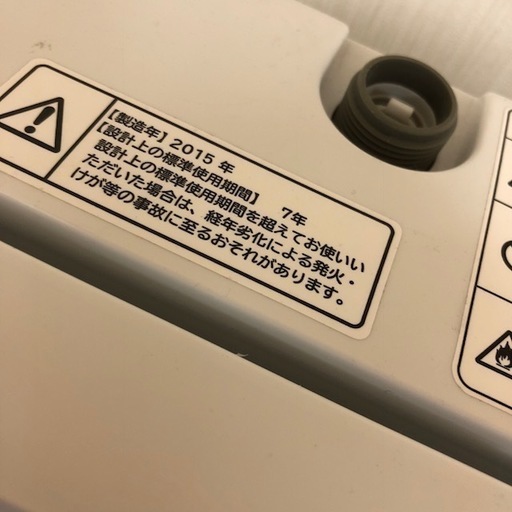 【製造年】2015 年
【設計上の標準使用期間】 7年
設計上の標準使用期間を超えてお使いい
ただいた場合は、経年劣化による発火・
けが等の事故に至るおそれがあります。